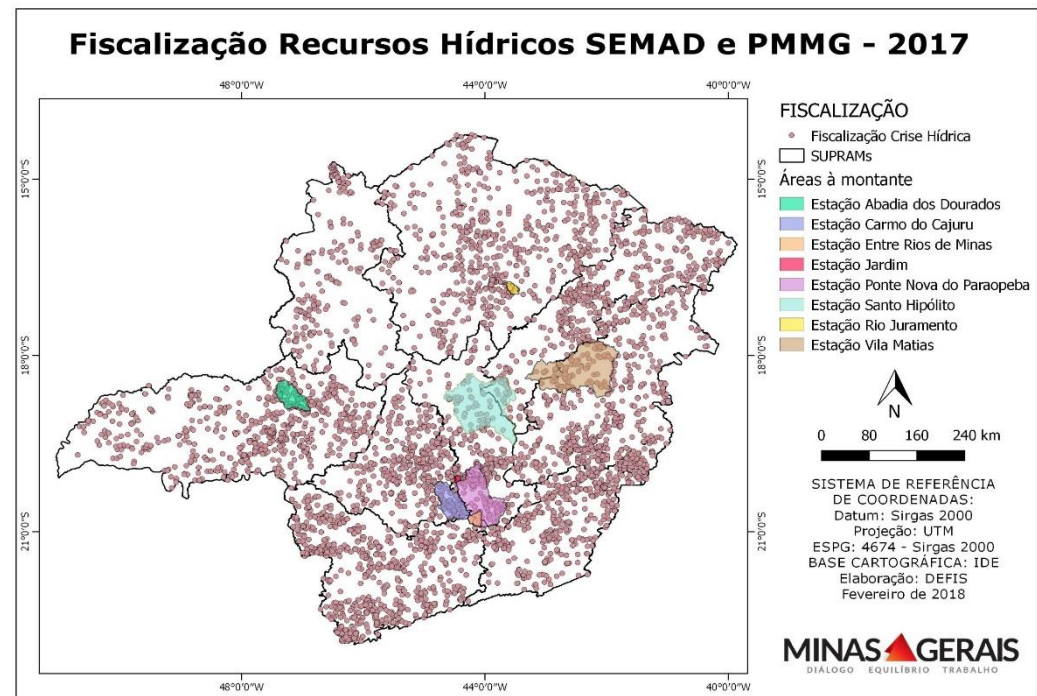 Fiscalização Recursos Hídricos SEMAD e PMMG - 2017
48°0'0"W 44°0'0"W 40°0'0"W
15°0'0"S
18°0'0"S
21°0'0"S
15°0'0"S
18°0'0"S
21°0'0"S
48°0'0"W 44°0'0"W 40°0'0"W
FISCALIZAÇÃO
Fiscalização Crise Hídrica
SUPRAMs
Áreas à montante
Estação Abadia dos Dourados
Estação Carmo do Cajuru
Estação Entre Rios de Minas
Estação Jardim
Estação Ponte Nova do Paraopeba
Estação Santo Hipólito
Estação Rio Juramento
Estação Vila Matias
N
0 80 160 240 km
SISTEMA DE REFERÊNCIA
DE COORDENADAS:
Datum: Sirgas 2000
Projeção: UTM
ESPG: 4674 - Sirgas 2000
BASE CARTOGRÁFICA: IDE
Elaboração: DEFIS
Fevereiro de 2018
MINAS GERAIS
DIÁLOGO EQUILÍBRIO TRABALHO